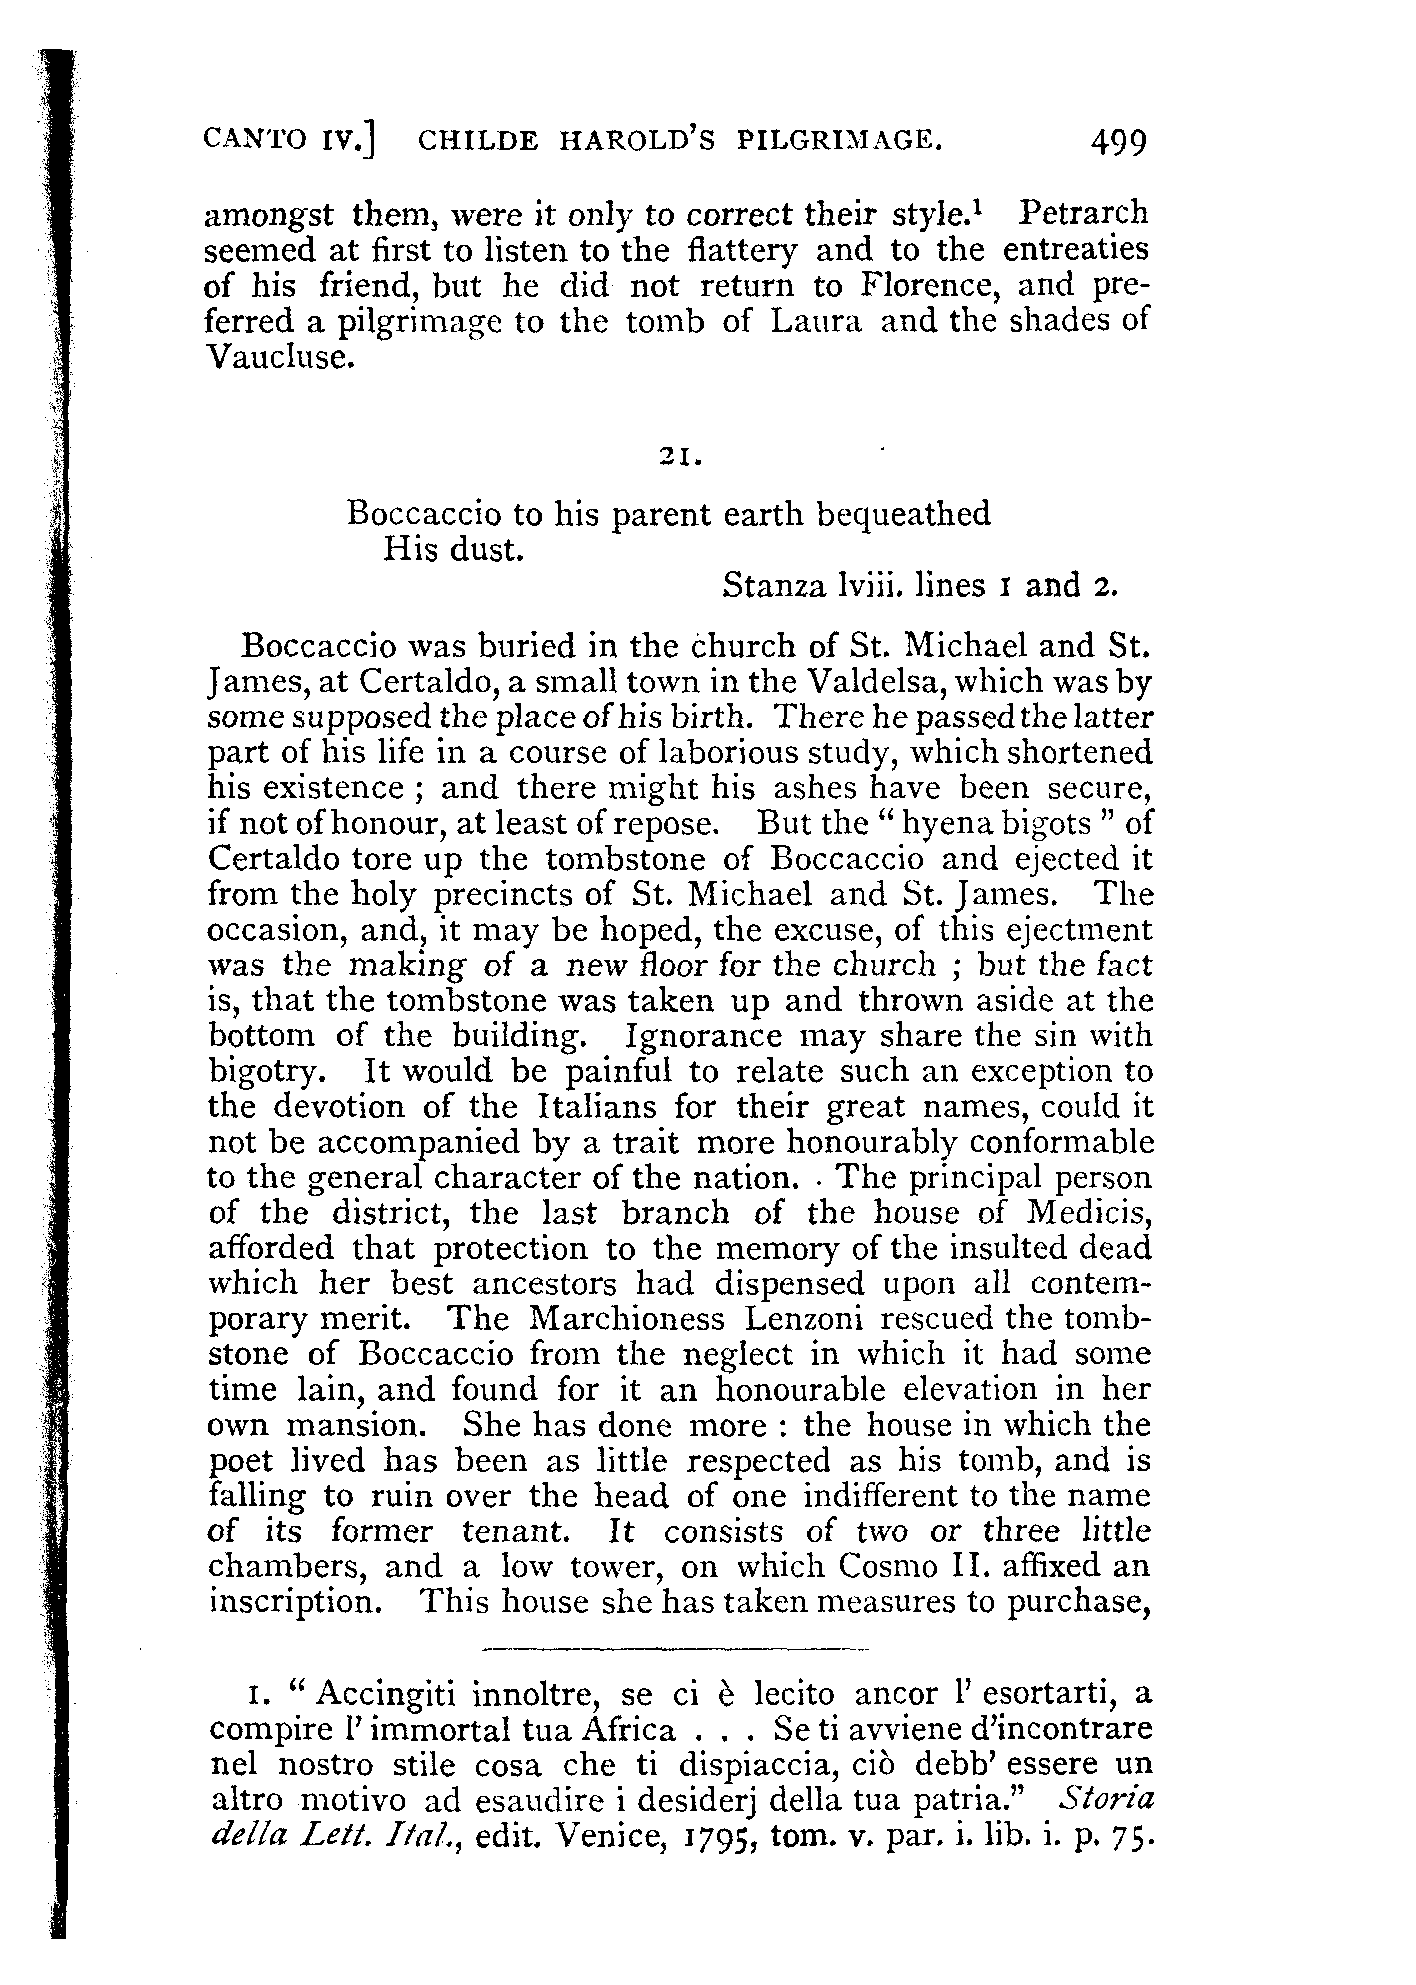 CANTO IV.] CHILDE HAROLD'S PILGRIMAGE. 499
amongst them, were it only to correct their style.¹ Petrarch
seemed at first to listen to the flattery and to the entreaties
of his friend, but he did not return to Florence, and pre-
ferred a pilgrimage to the tomb of Laura and the shades of
Vaucluse.
21.
Boccaccio to his parent earth bequeathed
His dust.
Stanza lviii. lines 1 and 2.
Boccaccio was buried in the church of St. Michael and St.
James, at Certaldo, a small town in the Valdelsa, which was by
some supposed the place of his birth. There he passed the latter
part of his life in a course of laborious study, which shortened
his existence ; and there might his ashes have been secure,
if not of honour, at least of repose. But the "hyena bigots" of
Certaldo tore up the tombstone of Boccaccio and ejected it
from the holy precincts of St. Michael and St. James. The
occasion, and, it may be hoped, the excuse, of this ejectment
was the making of a new floor for the church ; but the fact
is, that the tombstone was taken up and thrown aside at the
bottom of the building. Ignorance may share the sin with
bigotry. It would be painful to relate such an exception to
the devotion of the Italians for their great names, could it
not be accompanied by a trait more honourably conformable
to the general character of the nation. The principal person
of the district, the last branch of the house of Medicis,
afforded that protection to the memory of the insulted dead
which her best ancestors had dispensed upon all contem-
porary merit. The Marchioness Lenzoni rescued the tomb-
stone of Boccaccio from the neglect in which it had some
time lain, and found for it an honourable elevation in her
own mansion. She has done more : the house in which the
poet lived has been as little respected as his tomb, and is
falling to ruin over the head of one indifferent to the name
of its former tenant. It consists of two or three little
chambers, and a low tower, on which Cosmo II. affixed an
inscription. This house she has taken measures to purchase,
1. "Accingiti innoltre, se ci è lecito ancor l' esortarti, a
compire l' immortal tua Africa . . . Se ti avviene d'incontrare
nel nostro stile cosa che ti dispiaccia, ciò debb' essere un
altro motivo ad esaudire i desiderj della tua patria." Storia
della Lett. Ital., edit. Venice, 1795, tom. v. par. i. lib. i. p. 75.